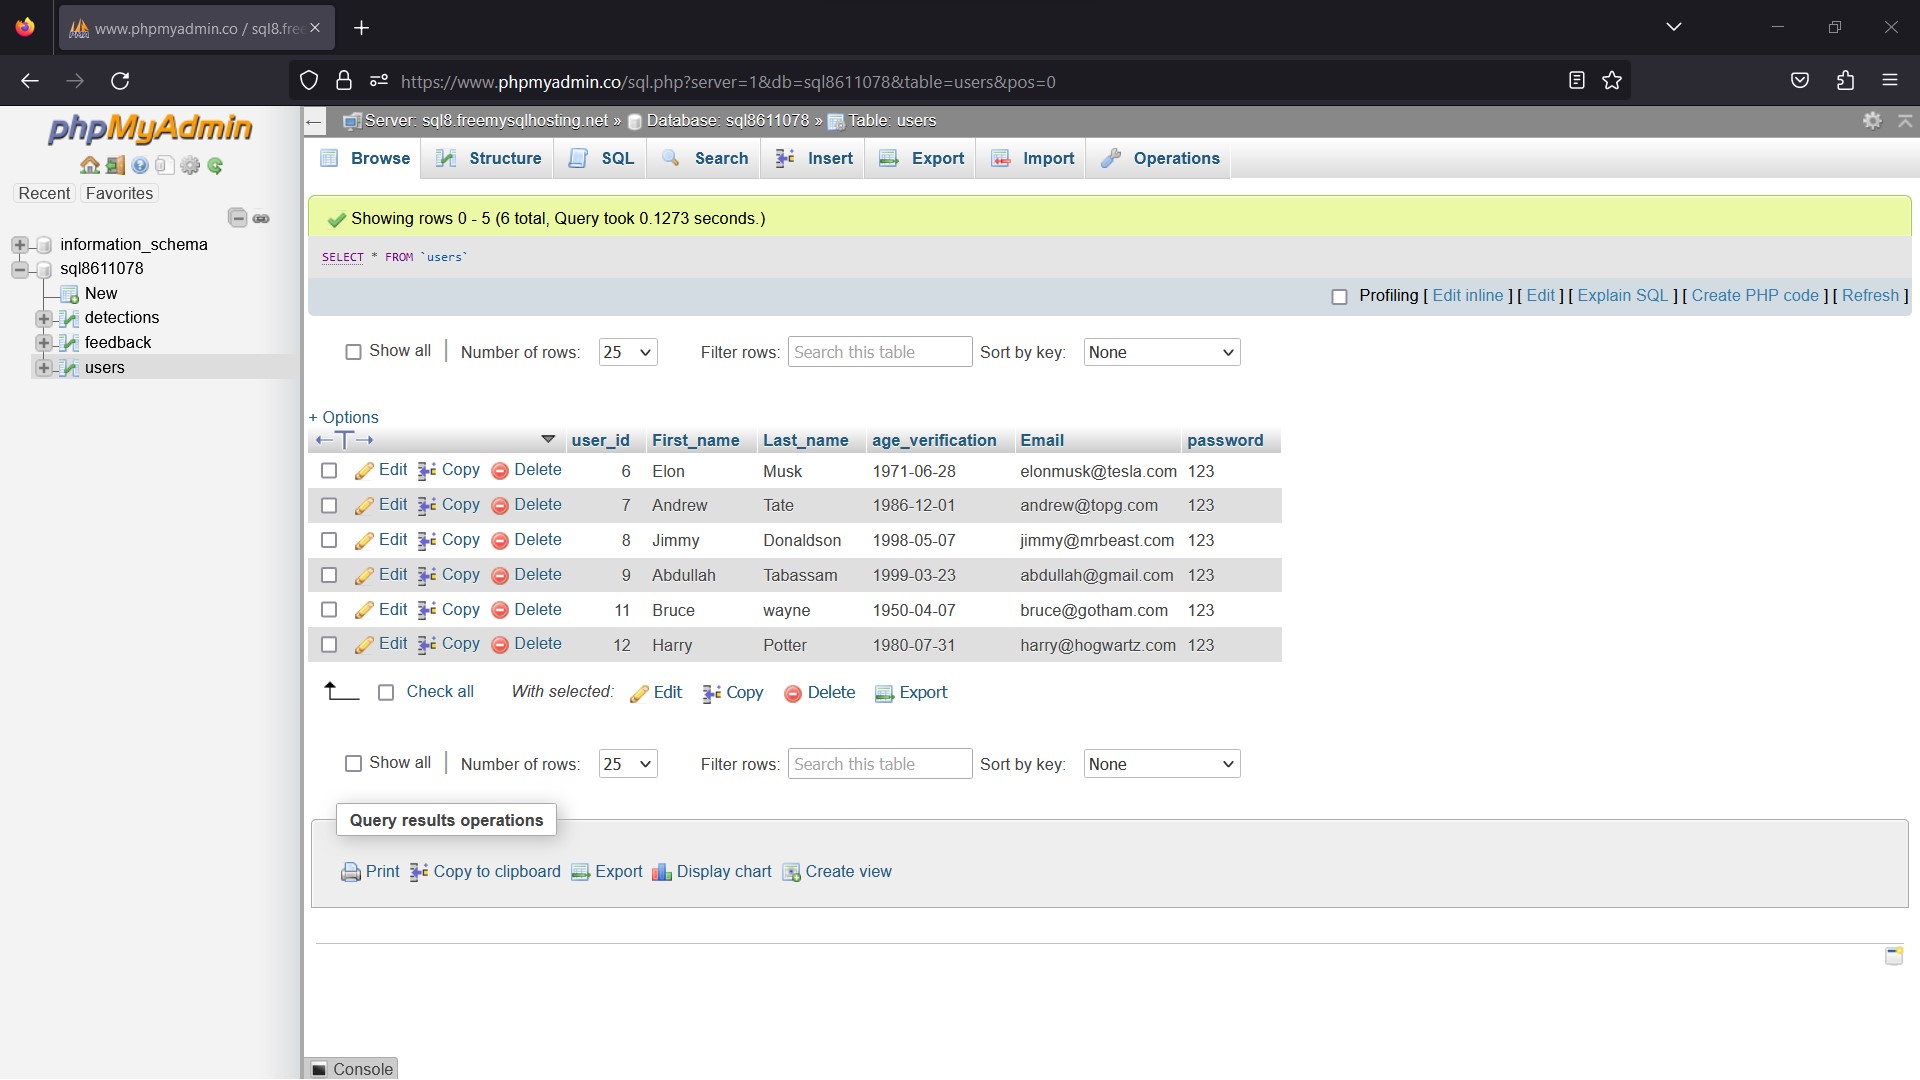 www.phpmyadmin.co / sql8.free
https://www.phpmyadmin.co/sql.php?server=1&db=sql8611078&table=users&pos=0
phpMyAdmin
Recent Favorites
information_schema
sql8611078
New
detections
feedback
users
Server: sql8.freemysqlhosting.net » Database: sql8611078 » Table: users
Browse Structure SQL Search Insert Export Import Operations
Showing rows 0 - 5 (6 total, Query took 0.1273 seconds.)
SELECT * FROM `users`
Profiling [ Edit inline ] [ Edit ] [ Explain SQL ] [ Create PHP code ] [ Refresh ]
Show all Number of rows: 25 Filter rows: Search this table Sort by key: None
+ Options
user_id First_name Last_name age_verification Email password
Edit Copy Delete 6 Elon Musk 1971-06-28 elonmusk@tesla.com 123
Edit Copy Delete 7 Andrew Tate 1986-12-01 andrew@topg.com 123
Edit Copy Delete 8 Jimmy Donaldson 1998-05-07 jimmy@mrbeast.com 123
Edit Copy Delete 9 Abdullah Tabassam 1999-03-23 abdullah@gmail.com 123
Edit Copy Delete 11 Bruce wayne 1950-04-07 bruce@gotham.com 123
Edit Copy Delete 12 Harry Potter 1980-07-31 harry@hogwartz.com 123
Check all With selected: Edit Copy Delete Export
Show all Number of rows: 25 Filter rows: Search this table Sort by key: None
Query results operations
Print Copy to clipboard Export Display chart Create view
Console